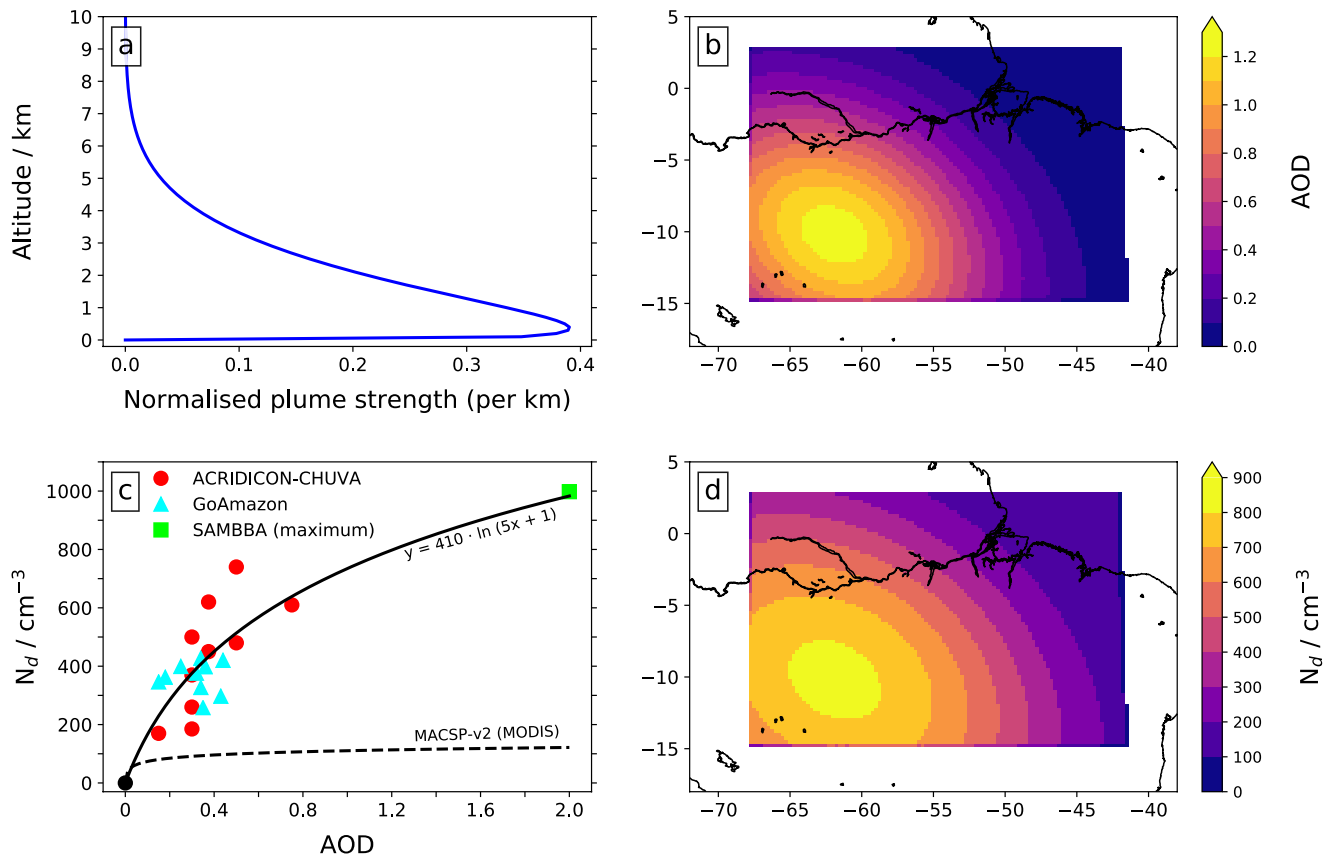 a
10
9
8
7
6
5
4
3
2
1
0
Altitude / km
0.0 0.1 0.2 0.3 0.4
Normalised plume strength (per km)
b
5
0
−5
−10
−15
−70 −65 −60 −55 −50 −45 −40
1.2
1.0
0.8
0.6
0.4
0.2
0.0
AOD
c
ACRIDICON-CHUVA
GoAmazon
SAMBBA (maximum)
y = 410 · ln (5x + 1)
MACSP-v2 (MODIS)
1000
800
600
400
200
0
N_d / cm⁻³
0.0 0.4 0.8 1.2 1.6 2.0
AOD
d
5
0
−5
−10
−15
−70 −65 −60 −55 −50 −45 −40
900
800
700
600
500
400
300
200
100
0
N_d / cm⁻³